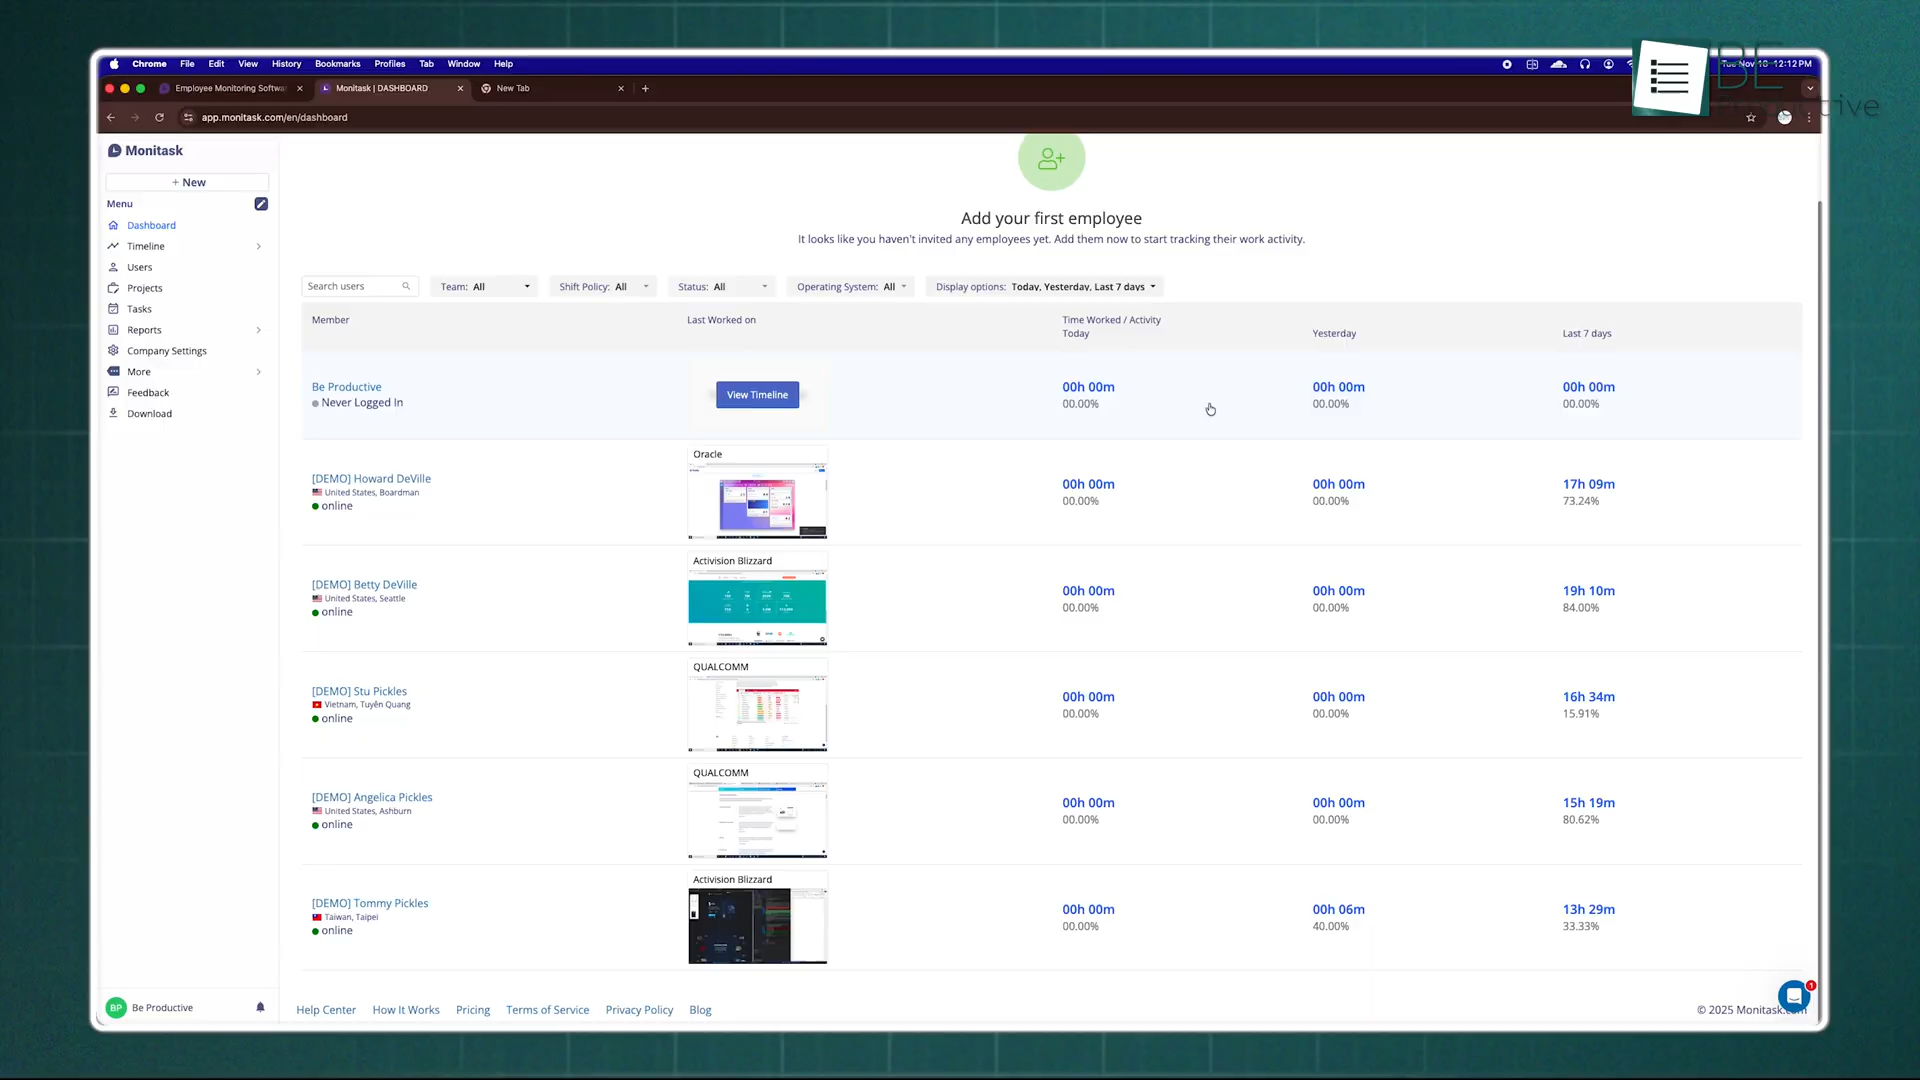 Chrome File Edit View History Bookmarks Profiles Tab Window Help
Tue Nov 18 12:12 PM
BE
Employee Monitoring Softwa
Monitask | DASHBOARD
New Tab
app.monitask.com/en/dashboard
Monitask
+ New
Menu
Dashboard
Timeline
Users
Projects
Tasks
Reports
Company Settings
More
Feedback
Download
Add your first employee
It looks like you haven't invited any employees yet. Add them now to start tracking their work activity.
Search users
Team: All
Shift Policy: All
Status: All
Operating System: All
Display options: Today, Yesterday, Last 7 days
Member
Last Worked on
Time Worked / Activity
Today
Yesterday
Last 7 days
Be Productive
Never Logged In
View Timeline
00h 00m 00h 00m 00h 00m
00.00% 00.00% 00.00%
[DEMO] Howard DeVille
United States, Boardman
online
Oracle
00h 00m 00h 00m 17h 09m
00.00% 00.00% 73.24%
[DEMO] Betty DeVille
United States, Seattle
online
Activision Blizzard
00h 00m 00h 00m 19h 10m
00.00% 00.00% 84.00%
[DEMO] Stu Pickles
Vietnam, Tuyên Quang
online
QUALCOMM
00h 00m 00h 00m 16h 34m
00.00% 00.00% 15.91%
[DEMO] Angelica Pickles
United States, Ashburn
online
QUALCOMM
00h 00m 00h 00m 15h 19m
00.00% 00.00% 80.62%
[DEMO] Tommy Pickles
Taiwan, Taipei
online
Activision Blizzard
00h 00m 00h 06m 13h 29m
00.00% 40.00% 33.33%
BP Be Productive
Help Center How It Works Pricing Terms of Service Privacy Policy Blog
© 2025 Monitask.com
1